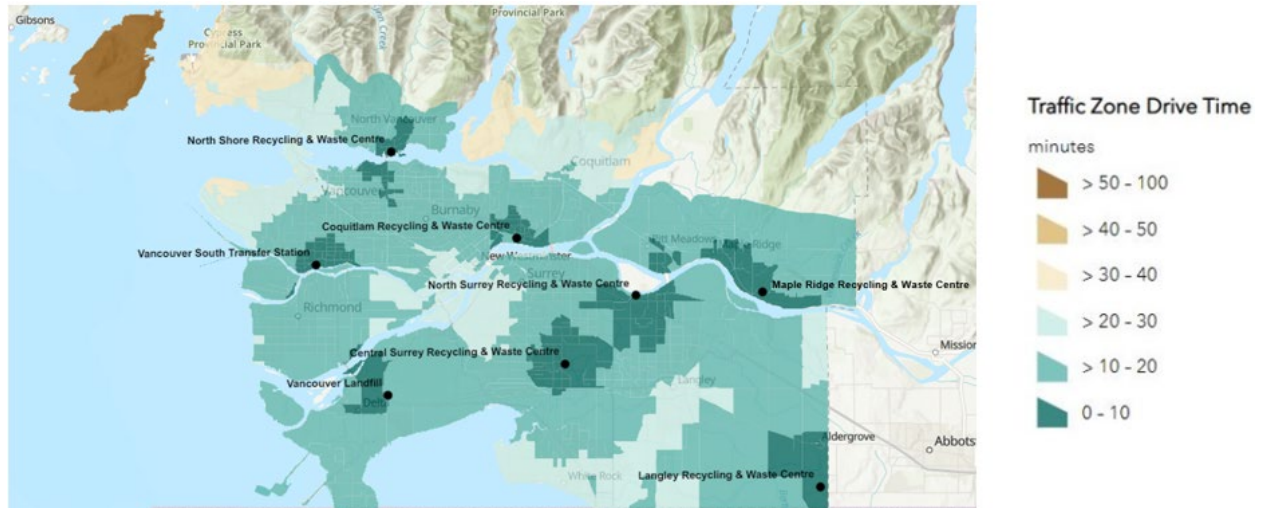 Gibsons
Cypress
Provincial Park
Provincial Park
North Vancouver
North Shore Recycling & Waste Centre
Coquitlam
Vancouver
Burnaby
Coquitlam Recycling & Waste Centre
Vancouver South Transfer Station
New Westminster
Pitt Meadows
Maple Ridge
Surrey
North Surrey Recycling & Waste Centre
Maple Ridge Recycling & Waste Centre
Richmond
Mission
Central Surrey Recycling & Waste Centre
Vancouver Landfill
Delta
Langley
Aldergrove
Abbots
White Rock
Langley Recycling & Waste Centre
Traffic Zone Drive Time
minutes
> 50 - 100
> 40 - 50
> 30 - 40
> 20 - 30
> 10 - 20
0 - 10